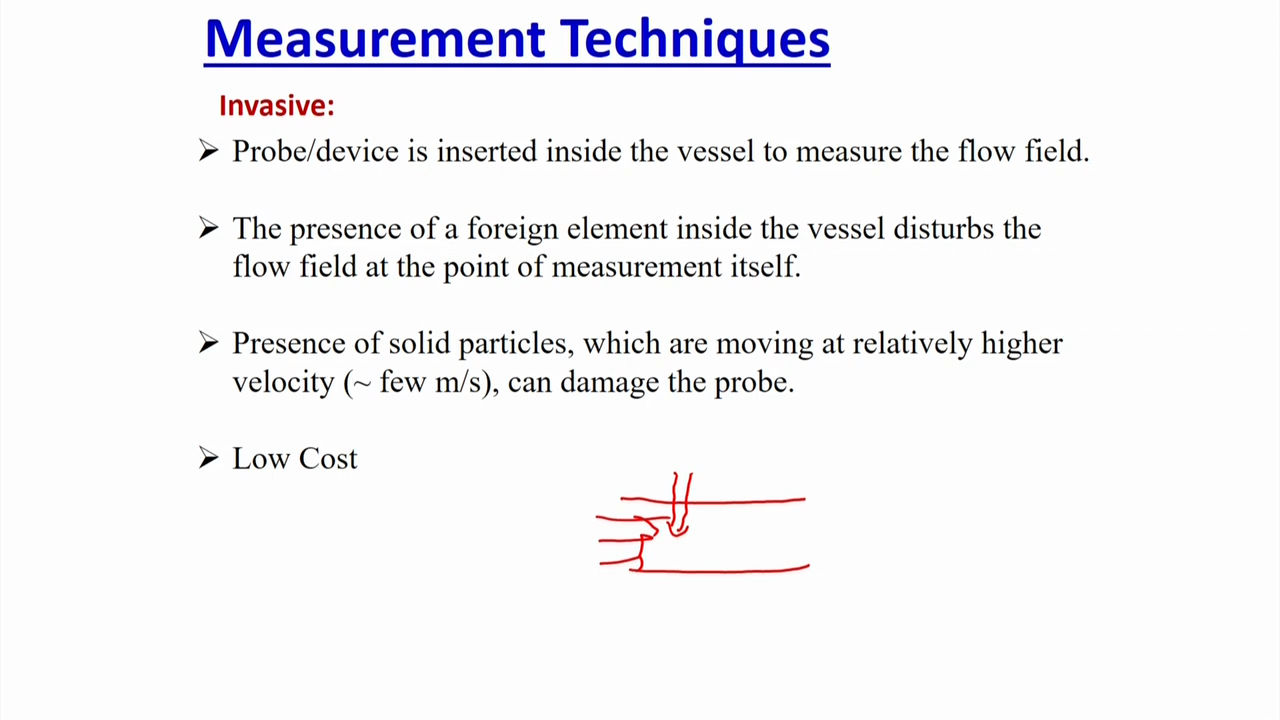 Measurement Techniques
Invasive:
➢ Probe/device is inserted inside the vessel to measure the flow field.
➢ The presence of a foreign element inside the vessel disturbs the
flow field at the point of measurement itself.
➢ Presence of solid particles, which are moving at relatively higher
velocity (~ few m/s), can damage the probe.
➢ Low Cost